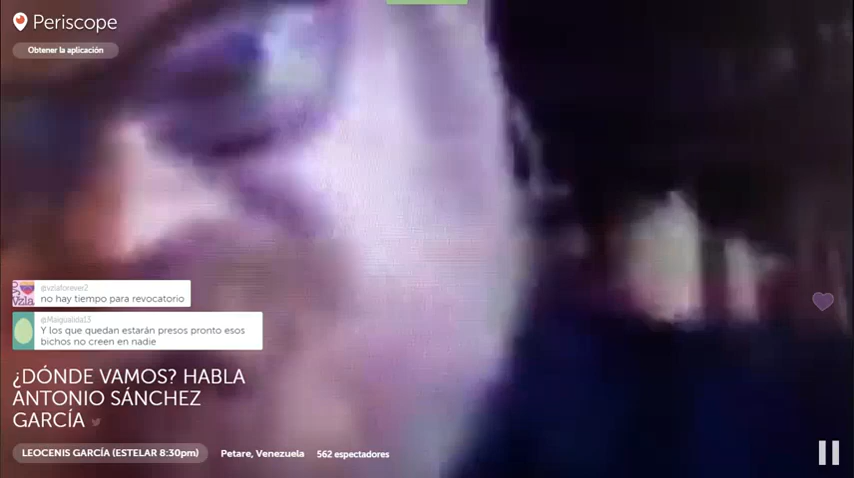 Periscope
Obtener la aplicación
@vzlaforever2
no hay tiempo para revocatorio
@Maigualida13
Y los que quedan estarán presos pronto esos
bichos no creen en nadie
¿DÓNDE VAMOS? HABLA
ANTONIO SÁNCHEZ
GARCÍA
LEOCENIS GARCÍA (ESTELAR 8:30pm) Petare, Venezuela 562 espectadores